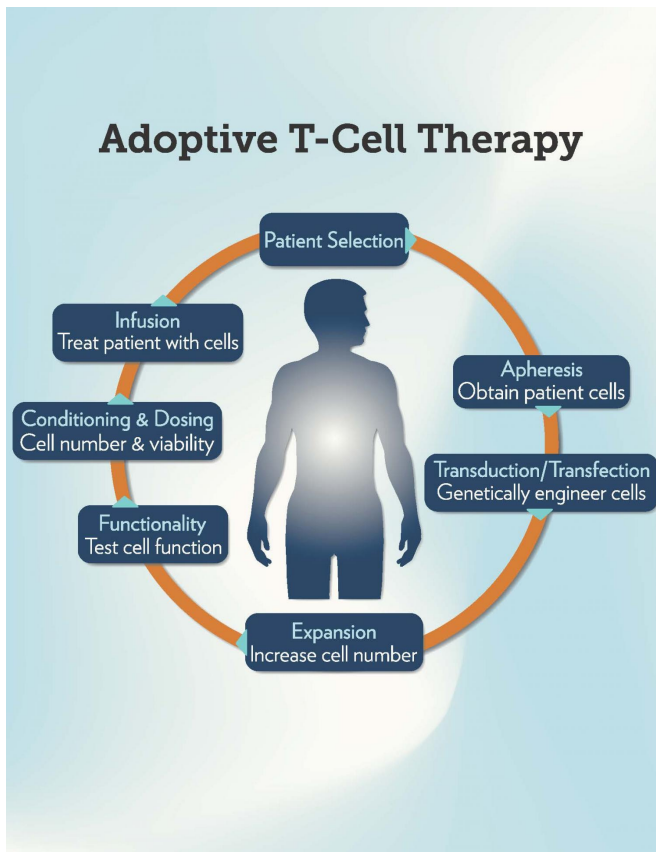 Adoptive T-Cell Therapy
Patient Selection
Apheresis
Obtain patient cells
Transduction/Transfection
Genetically engineer cells
Expansion
Increase cell number
Functionality
Test cell function
Conditioning & Dosing
Cell number & viability
Infusion
Treat patient with cells